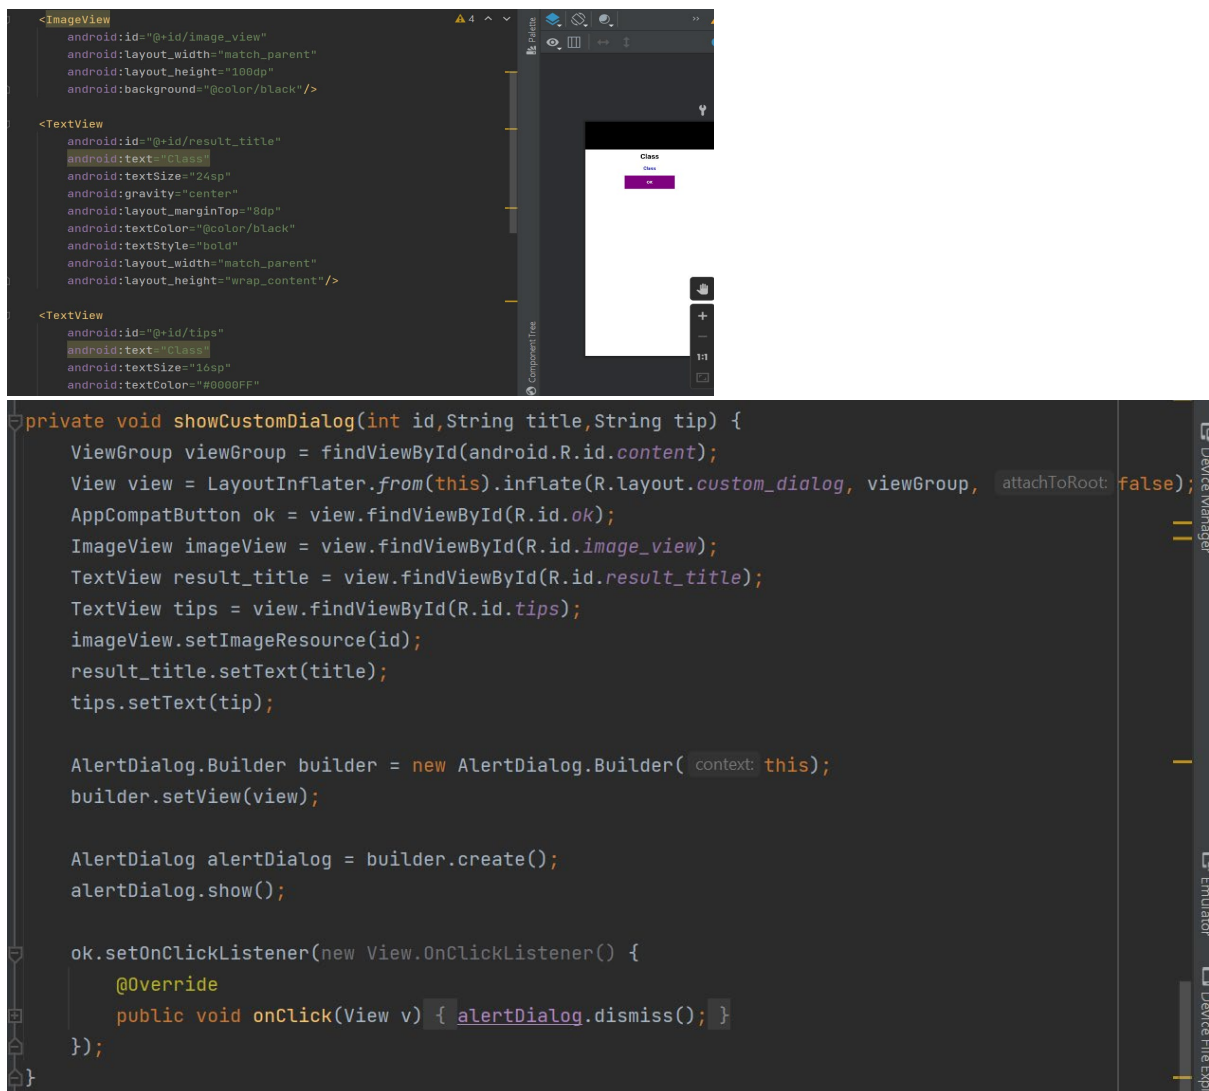 <ImageView
android:id="@+id/image_view"
android:layout_width="match_parent"
android:layout_height="100dp"
android:background="@color/black"/>
<TextView
android:id="@+id/result_title"
android:text="Class"
android:textSize="24sp"
android:gravity="center"
android:layout_marginTop="8dp"
android:textColor="@color/black"
android:textStyle="bold"
android:layout_width="match_parent"
android:layout_height="wrap_content"/>
<TextView
android:id="@+id/tips"
android:text="Class"
android:textSize="16sp"
android:textColor="#0000FF"
4
Palette
Component Tree
Class
Class
OK
1:1
private void showCustomDialog(int id,String title,String tip) {
ViewGroup viewGroup = findViewById(android.R.id.content);
View view = LayoutInflater.from(this).inflate(R.layout.custom_dialog, viewGroup, attachToRoot: false);
AppCompatButton ok = view.findViewById(R.id.ok);
ImageView imageView = view.findViewById(R.id.image_view);
TextView result_title = view.findViewById(R.id.result_title);
TextView tips = view.findViewById(R.id.tips);
imageView.setImageResource(id);
result_title.setText(title);
tips.setText(tip);
AlertDialog.Builder builder = new AlertDialog.Builder( context: this);
builder.setView(view);
AlertDialog alertDialog = builder.create();
alertDialog.show();
ok.setOnClickListener(new View.OnClickListener() {
@Override
public void onClick(View v) { alertDialog.dismiss(); }
});
}
Device Manager
Emulator
Device File Exp